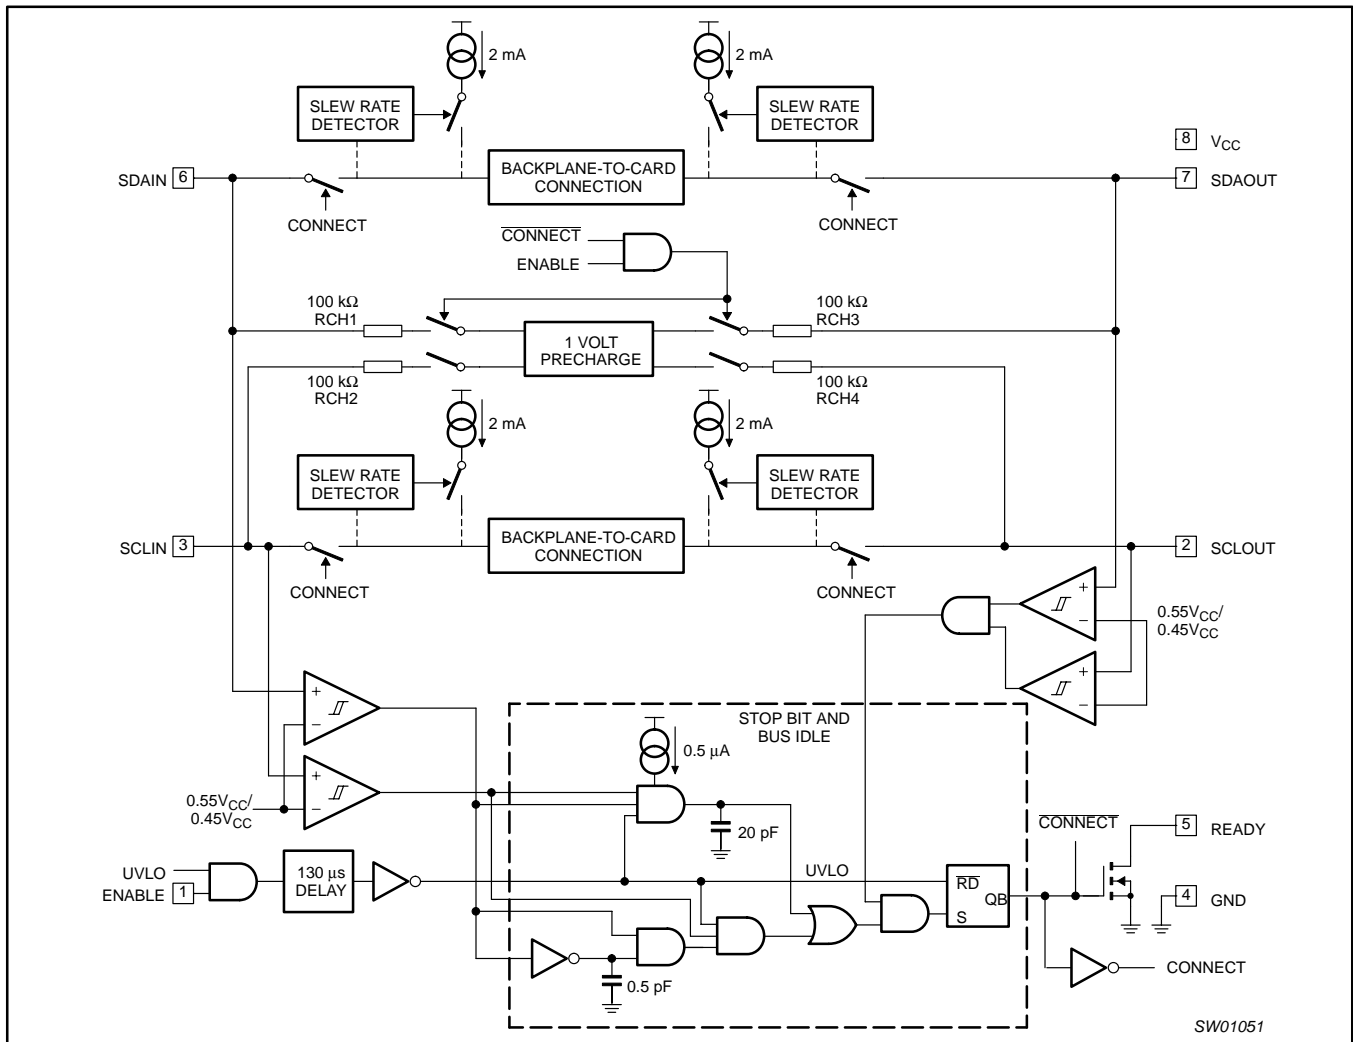 2 mA
2 mA
SLEW RATE
DETECTOR
SLEW RATE
DETECTOR
8 VCC
SDAIN 6
BACKPLANE-TO-CARD
CONNECTION
7 SDAOUT
CONNECT
CONNECT
CONNECT
ENABLE
100 kΩ
RCH1
100 kΩ
RCH3
1 VOLT
PRECHARGE
100 kΩ
RCH2
100 kΩ
RCH4
2 mA
2 mA
SLEW RATE
DETECTOR
SLEW RATE
DETECTOR
SCLIN 3
BACKPLANE-TO-CARD
CONNECTION
2 SCLOUT
CONNECT
CONNECT
+
−
0.55VCC/
0.45VCC
+
−
+
−
STOP BIT AND
BUS IDLE
0.5 µA
+
−
0.55VCC/
0.45VCC
20 pF
CONNECT
5 READY
UVLO
ENABLE 1
130 µs
DELAY
UVLO
RD
QB
S
4 GND
0.5 pF
CONNECT
SW01051